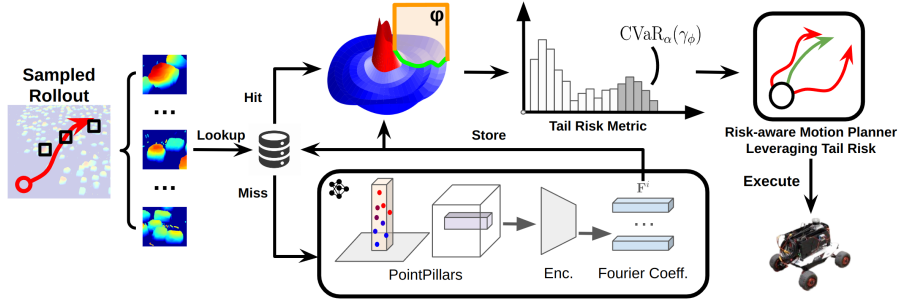 Sampled
Rollout
...
...
Lookup
Hit
Miss
φ
CVaRα(γϕ)
Tail Risk Metric
Store
Risk-aware Motion Planner
Leveraging Tail Risk
Execute
PointPillars
Enc.
Fⁱ
...
Fourier Coeff.